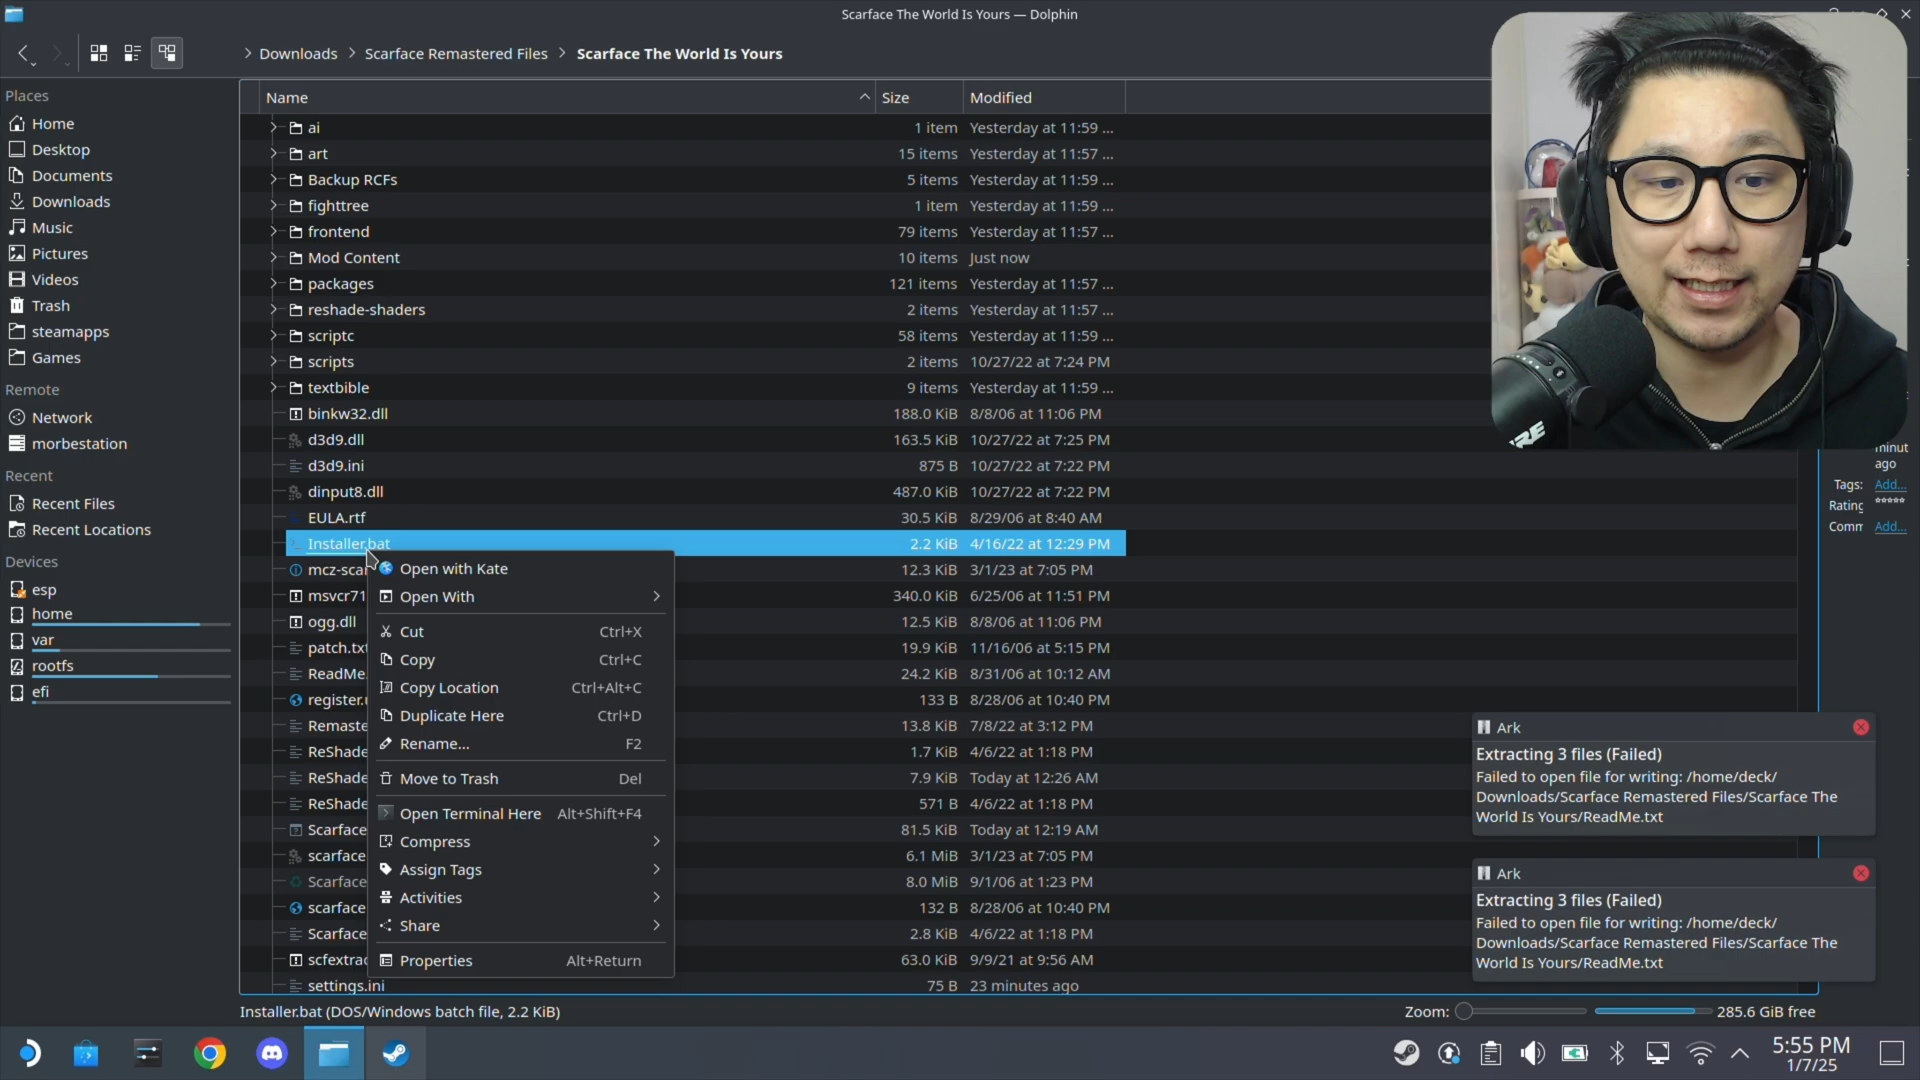 Scarface The World Is Yours — Dolphin
Downloads
Scarface Remastered Files
Scarface The World Is Yours
Places
Home
Desktop
Documents
Downloads
Music
Pictures
Videos
Trash
steamapps
Games
Remote
Network
morbestation
Recent
Recent Files
Recent Locations
Devices
esp
home
var
rootfs
efi
Name Size Modified
ai 1 item Yesterday at 11:59 ...
art 15 items Yesterday at 11:57 ...
Backup RCFs 5 items Yesterday at 11:59 ...
fighttree 1 item Yesterday at 11:59 ...
frontend 79 items Yesterday at 11:57 ...
Mod Content 10 items Just now
packages 121 items Yesterday at 11:57 ...
reshade-shaders 2 items Yesterday at 11:57 ...
scriptc 58 items Yesterday at 11:59 ...
scripts 2 items 10/27/22 at 7:24 PM
textbible 9 items Yesterday at 11:59 ...
binkw32.dll 188.0 KiB 8/8/06 at 11:06 PM
d3d9.dll 163.5 KiB 10/27/22 at 7:25 PM
d3d9.ini 875 B 10/27/22 at 7:22 PM
dinput8.dll 487.0 KiB 10/27/22 at 7:22 PM
EULA.rtf 30.5 KiB 8/29/06 at 8:40 AM
Installer.bat 2.2 KiB 4/16/22 at 12:29 PM
mcz-scar 12.3 KiB 3/1/23 at 7:05 PM
msvcr71 340.0 KiB 6/25/06 at 11:51 PM
ogg.dll 12.5 KiB 8/8/06 at 11:06 PM
patch.txt 19.9 KiB 11/16/06 at 5:15 PM
ReadMe. 24.2 KiB 8/31/06 at 10:12 AM
register. 133 B 8/28/06 at 10:40 PM
Remaste 13.8 KiB 7/8/22 at 3:12 PM
ReShade 1.7 KiB 4/6/22 at 1:18 PM
ReShade 7.9 KiB Today at 12:26 AM
ReShade 571 B 4/6/22 at 1:18 PM
Scarface 81.5 KiB Today at 12:19 AM
scarface 6.1 MiB 3/1/23 at 7:05 PM
Scarface 8.0 MiB 9/1/06 at 1:23 PM
scarface 132 B 8/28/06 at 10:40 PM
Scarface 2.8 KiB 4/6/22 at 1:18 PM
scfextrac 63.0 KiB 9/9/21 at 9:56 AM
settings.ini 75 B 23 minutes ago
Open with Kate
Open With
Cut Ctrl+X
Copy Ctrl+C
Copy Location Ctrl+Alt+C
Duplicate Here Ctrl+D
Rename... F2
Move to Trash Del
Open Terminal Here Alt+Shift+F4
Compress
Assign Tags
Activities
Share
Properties Alt+Return
minut
ago
Tags: Add...
Rating
Comm Add...
Ark
Extracting 3 files (Failed)
Failed to open file for writing: /home/deck/
Downloads/Scarface Remastered Files/Scarface The
World Is Yours/ReadMe.txt
Ark
Extracting 3 files (Failed)
Failed to open file for writing: /home/deck/
Downloads/Scarface Remastered Files/Scarface The
World Is Yours/ReadMe.txt
Installer.bat (DOS/Windows batch file, 2.2 KiB)
Zoom:
285.6 GiB free
5:55 PM
1/7/25